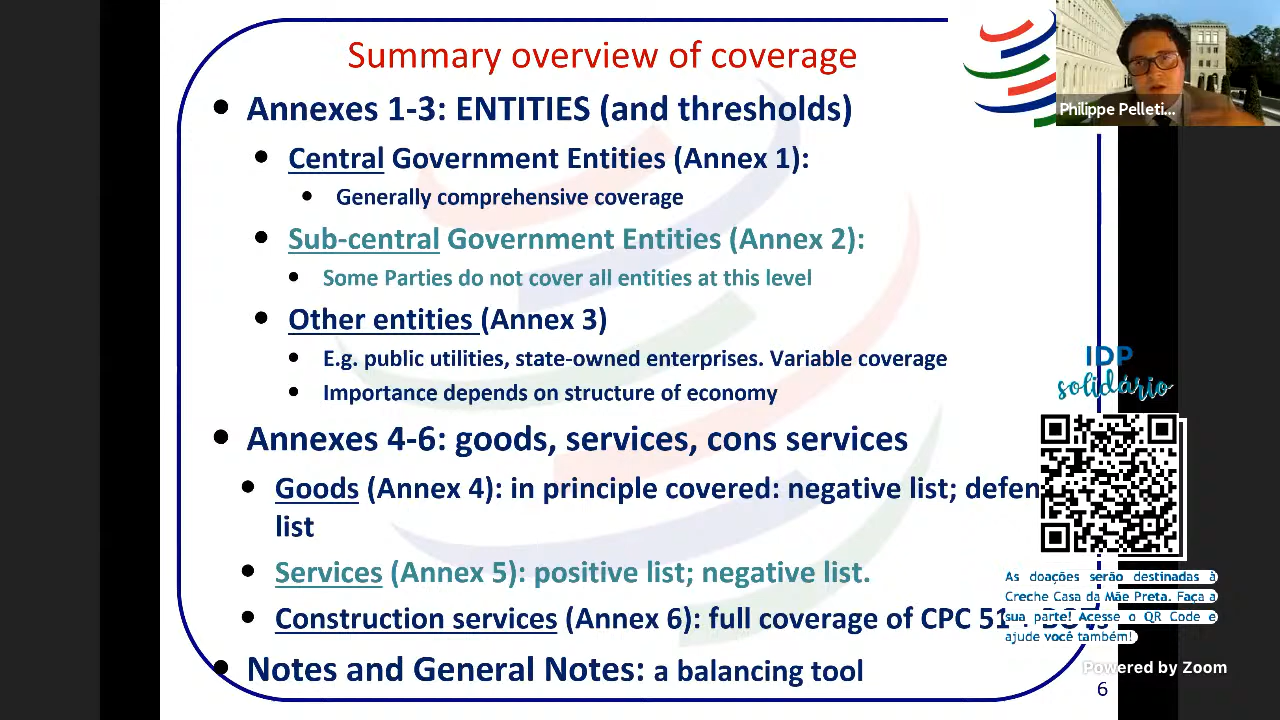 Summary overview of coverage
Annexes 1-3: ENTITIES (and thresholds)
Central Government Entities (Annex 1):
Generally comprehensive coverage
Sub-central Government Entities (Annex 2):
Some Parties do not cover all entities at this level
Other entities (Annex 3)
E.g. public utilities, state-owned enterprises. Variable coverage
Importance depends on structure of economy
Annexes 4-6: goods, services, cons services
Goods (Annex 4): in principle covered: negative list; defen
list
Services (Annex 5): positive list; negative list.
Construction services (Annex 6): full coverage of CPC 51
Notes and General Notes: a balancing tool
6
Philippe Pelleti...
IDP
solidário
As doações serão destinadas à
Creche Casa da Mãe Preta. Faça a
sua parte! Acesse o QR Code e
ajude você também!
Powered by Zoom